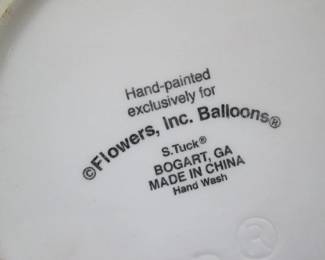 Hand-painted
exclusively for
©Flowers, Inc. Balloons®
S.Tuck®
BOGART, GA
MADE IN CHINA
Hand Wash
R